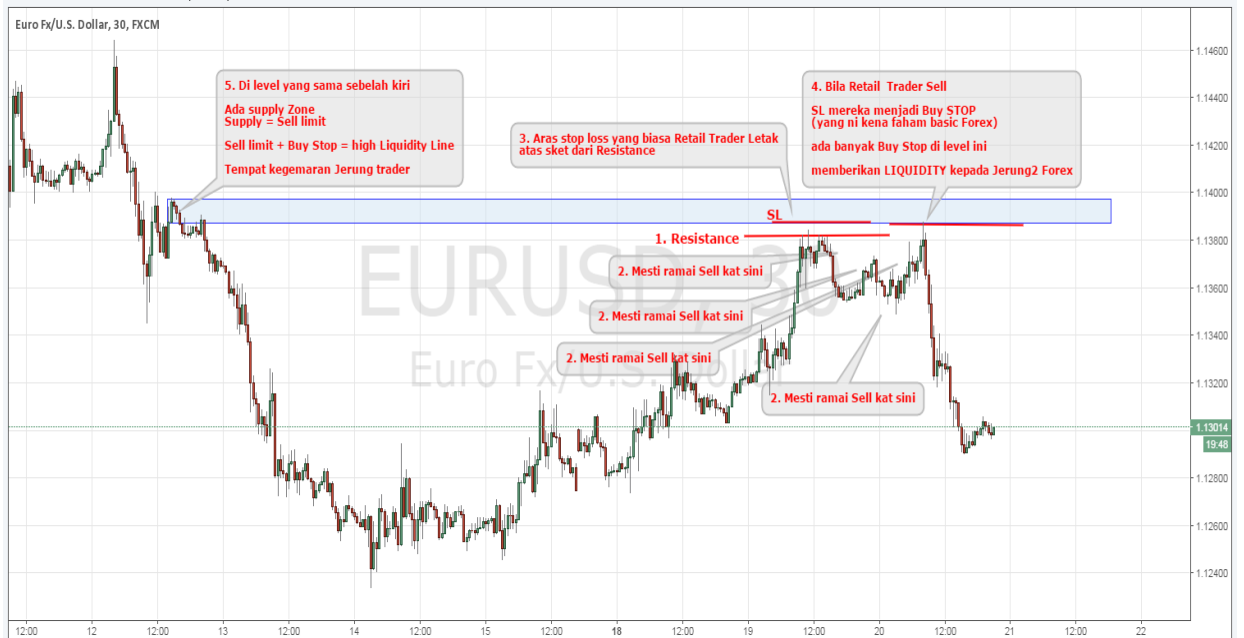 Euro Fx/U.S. Dollar, 30, FXCM
5. Di level yang sama sebelah kiri
Ada supply Zone
Supply = Sell limit
Sell limit + Buy Stop = high Liquidity Line
Tempat kegemaran Jerung trader
4. Bila Retail Trader Sell
SL mereka menjadi Buy STOP
(yang ni kena faham basic Forex)
ada banyak Buy Stop di level ini
memberikan LIQUIDITY kepada Jerung2 Forex
3. Aras stop loss yang biasa Retail Trader Letak
atas sket dari Resistance
SL
1. Resistance
2. Mesti ramai Sell kat sini
2. Mesti ramai Sell kat sini
2. Mesti ramai Sell kat sini
2. Mesti ramai Sell kat sini
EURUSD, 30
Euro Fx/U.S. Dollar
1.14600
1.14400
1.14200
1.14000
1.13800
1.13600
1.13400
1.13200
1.13014
19:48
1.12800
1.12600
1.12400
12:00 12 12:00 13 12:00 14 12:00 15 12:00 18 12:00 19 12:00 20 12:00 21 12:00 22